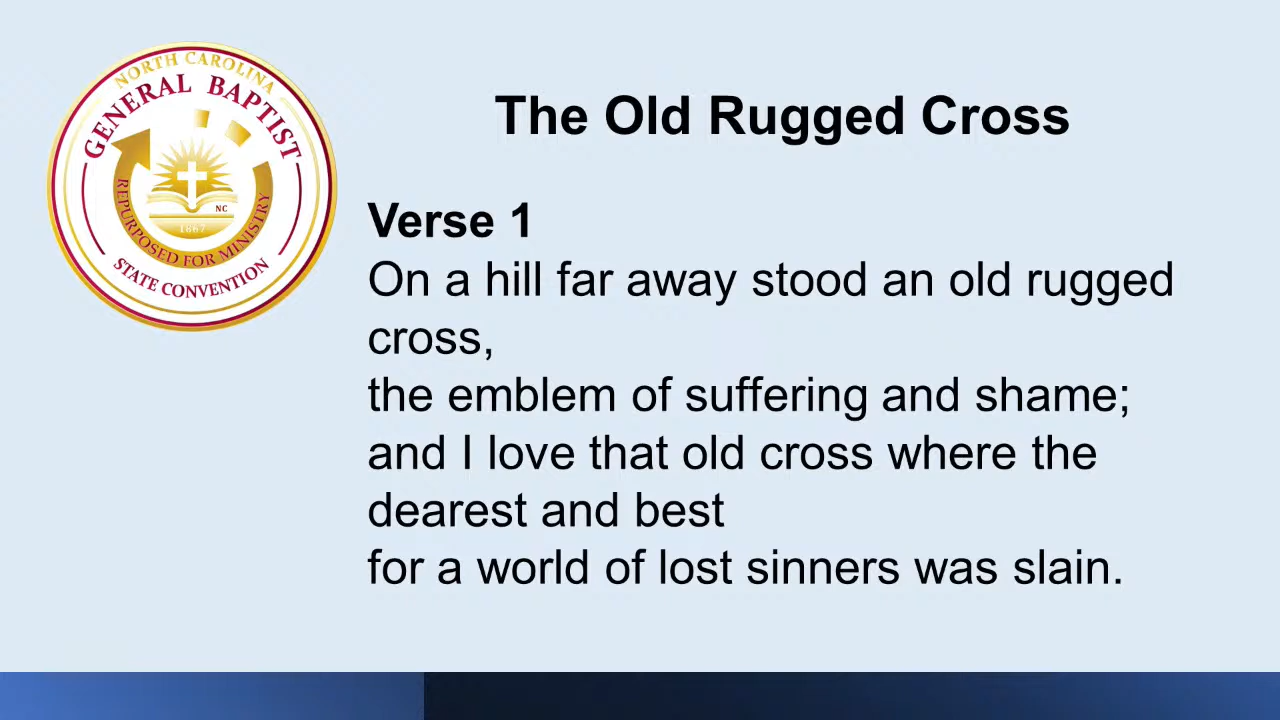 NORTH CAROLINA
GENERAL BAPTIST
NC
1867
REPURPOSED FOR MINISTRY
STATE CONVENTION
The Old Rugged Cross
Verse 1
On a hill far away stood an old rugged
cross,
the emblem of suffering and shame;
and I love that old cross where the
dearest and best
for a world of lost sinners was slain.